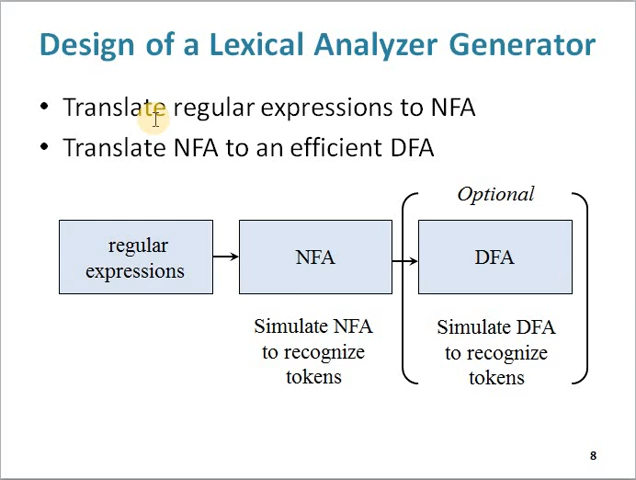 Design of a Lexical Analyzer Generator
• Translate regular expressions to NFA
• Translate NFA to an efficient DFA
Optional
regular
expressions
NFA
DFA
Simulate NFA
to recognize
tokens
Simulate DFA
to recognize
tokens
8